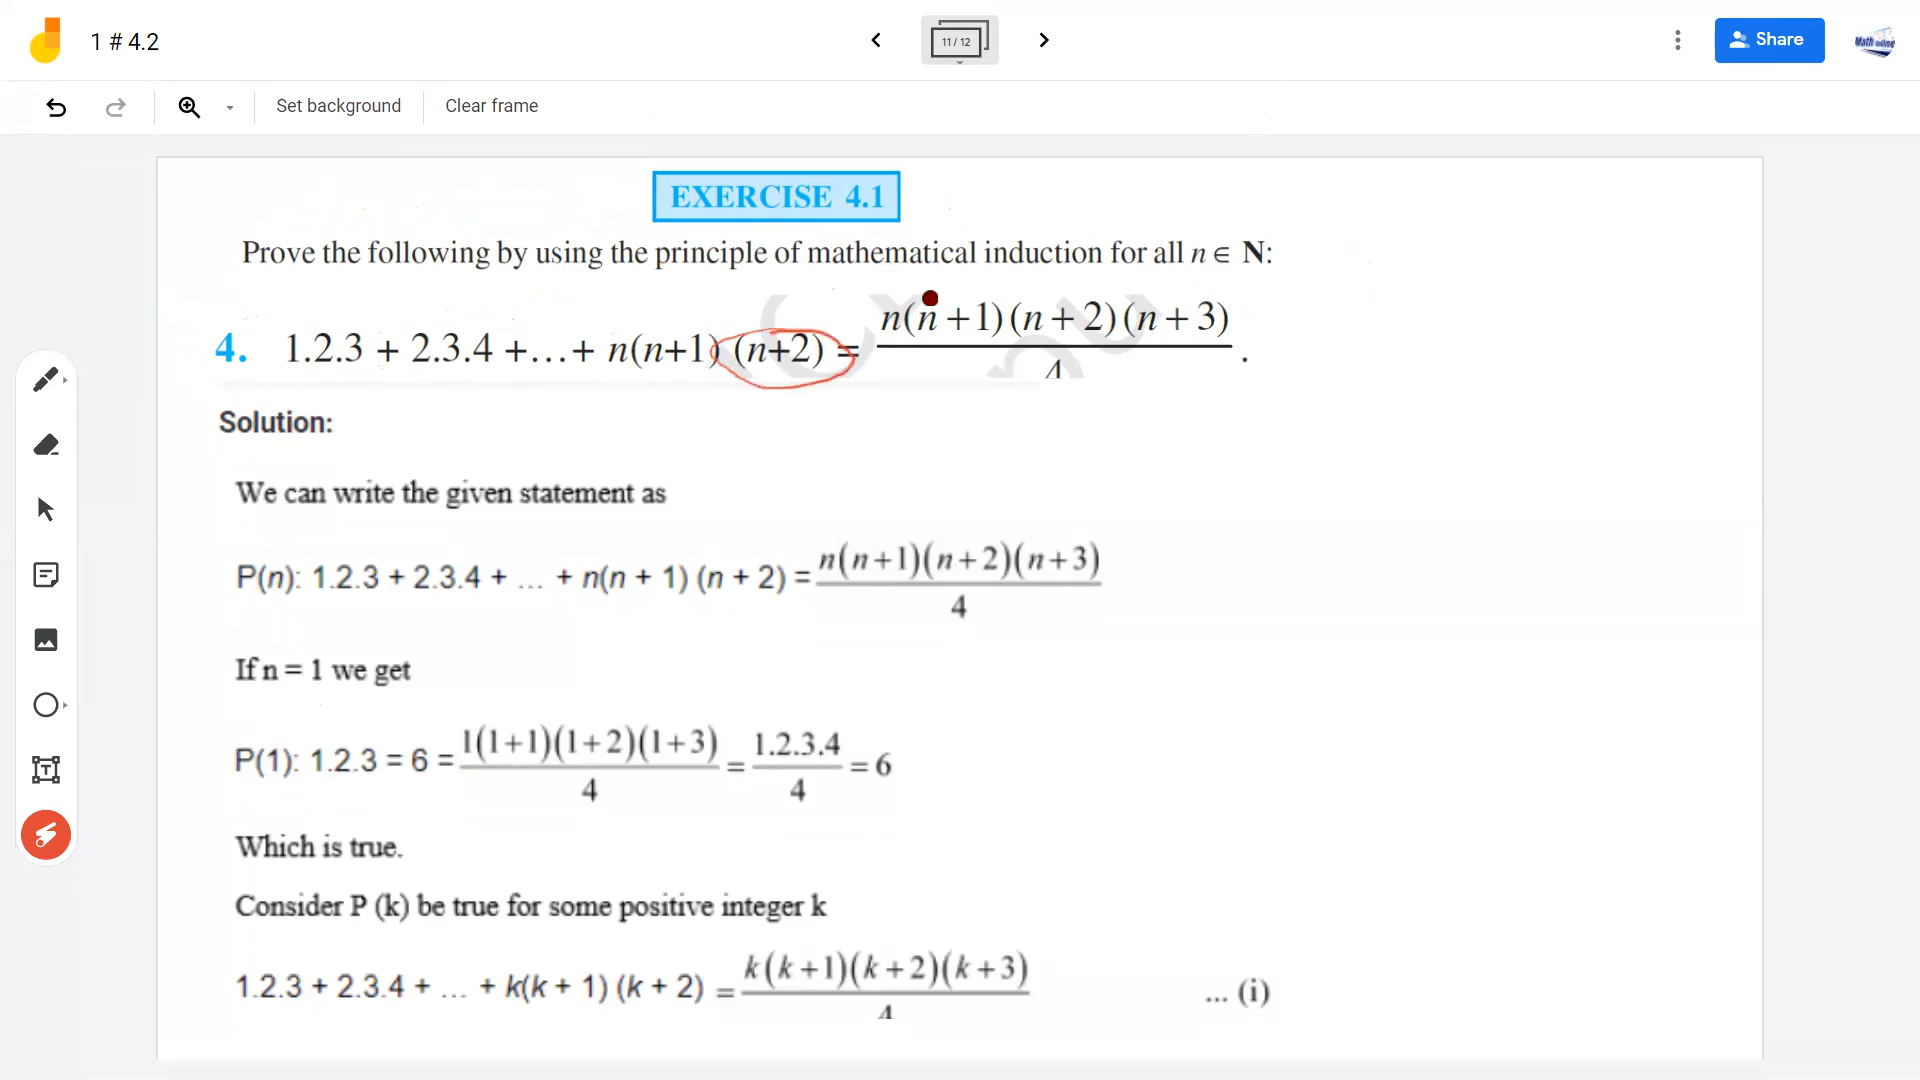 1 # 4.2
11 / 12
Share
Math online
Set background
Clear frame
EXERCISE 4.1
Prove the following by using the principle of mathematical induction for all n ∈ N:
4. 1.2.3 + 2.3.4 +...+ n(n+1) (n+2) = n(n+1)(n+2)(n+3) / 4 .
Solution:
We can write the given statement as
P(n): 1.2.3 + 2.3.4 + ... + n(n + 1) (n + 2) = n(n+1)(n+2)(n+3) / 4
If n = 1 we get
P(1): 1.2.3 = 6 = 1(1+1)(1+2)(1+3) / 4 = 1.2.3.4 / 4 = 6
Which is true.
Consider P (k) be true for some positive integer k
1.2.3 + 2.3.4 + ... + k(k + 1) (k + 2) = k(k+1)(k+2)(k+3) / 4 ... (i)